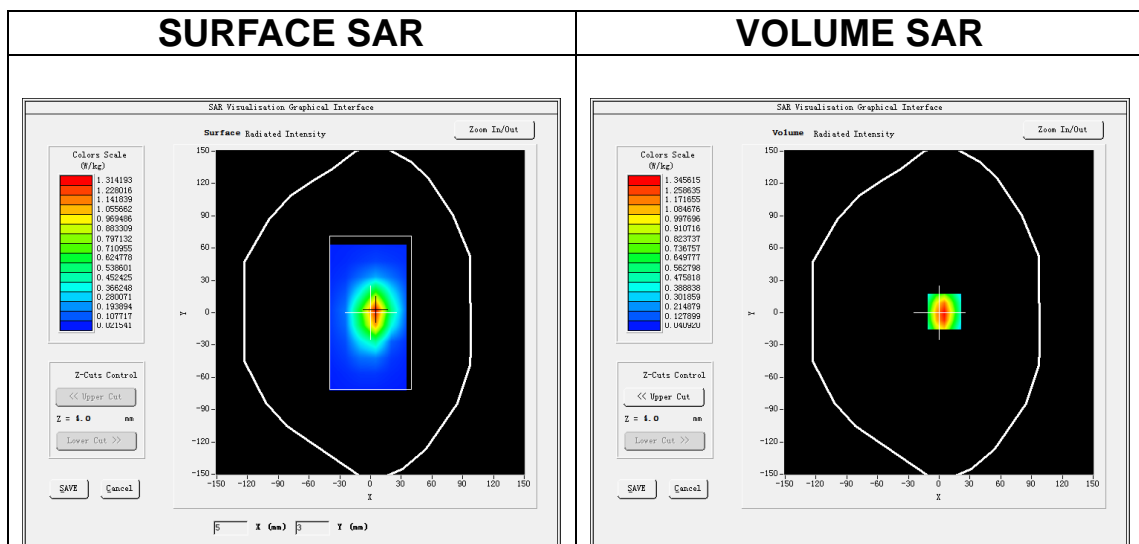 SURFACE SAR
VOLUME SAR
SAR Visualisation Graphical Interface
Surface Radiated Intensity
Zoom In/Out
Colors Scale
(W/kg)
1.314193
1.228016
1.141839
1.055662
0.969486
0.883309
0.797132
0.710955
0.624778
0.538601
0.452425
0.366248
0.280071
0.193894
0.107717
0.021541
150
120
90
60
30
0
-30
-60
-90
-120
-150
Y
-150 -120 -90 -60 -30 0 30 60 90 120 150
X
Z-Cuts Control
<< Upper Cut
Z = 4.0 mm
Lower Cut >>
SAVE Cancel
5 X (mm) 3 Y (mm)
SAR Visualisation Graphical Interface
Volume Radiated Intensity
Zoom In/Out
Colors Scale
(W/kg)
1.345615
1.258635
1.171655
1.084676
0.997696
0.910716
0.823737
0.736757
0.649777
0.562798
0.475818
0.388838
0.301859
0.214879
0.127899
0.040920
150
120
90
60
30
0
-30
-60
-90
-120
-150
Y
-150 -120 -90 -60 -30 0 30 60 90 120 150
X
Z-Cuts Control
<< Upper Cut
Z = 4.0 mm
Lower Cut >>
SAVE Cancel